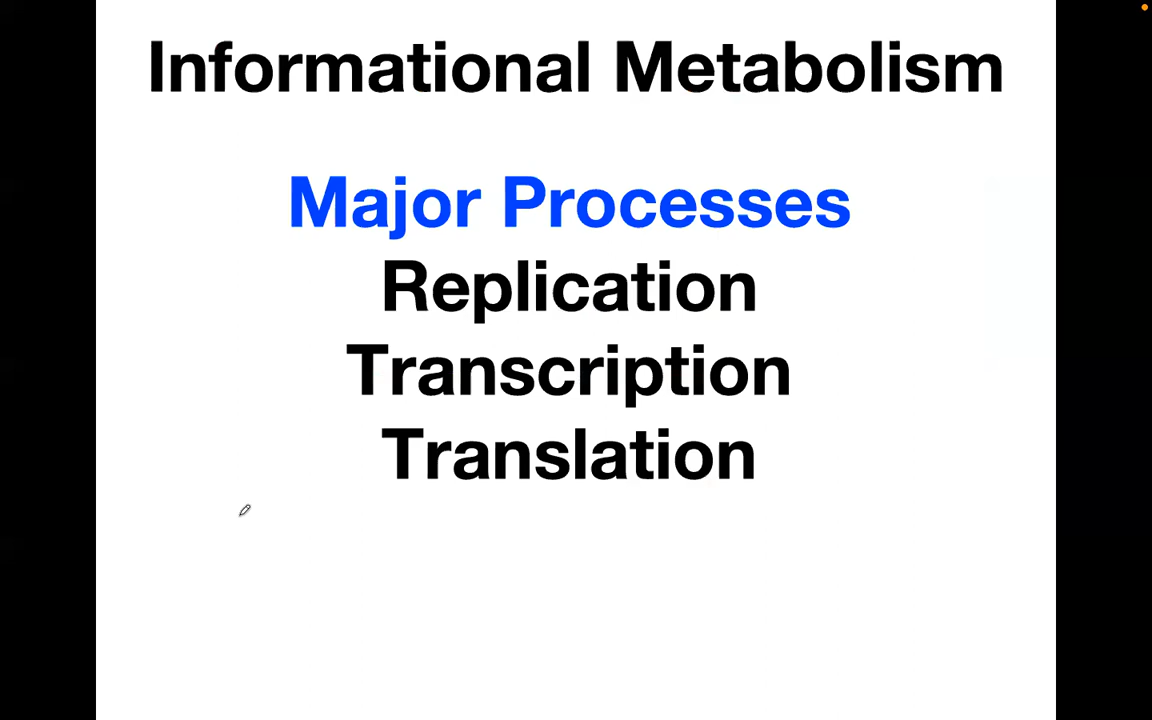 Informational Metabolism
Major Processes
Replication
Transcription
Translation